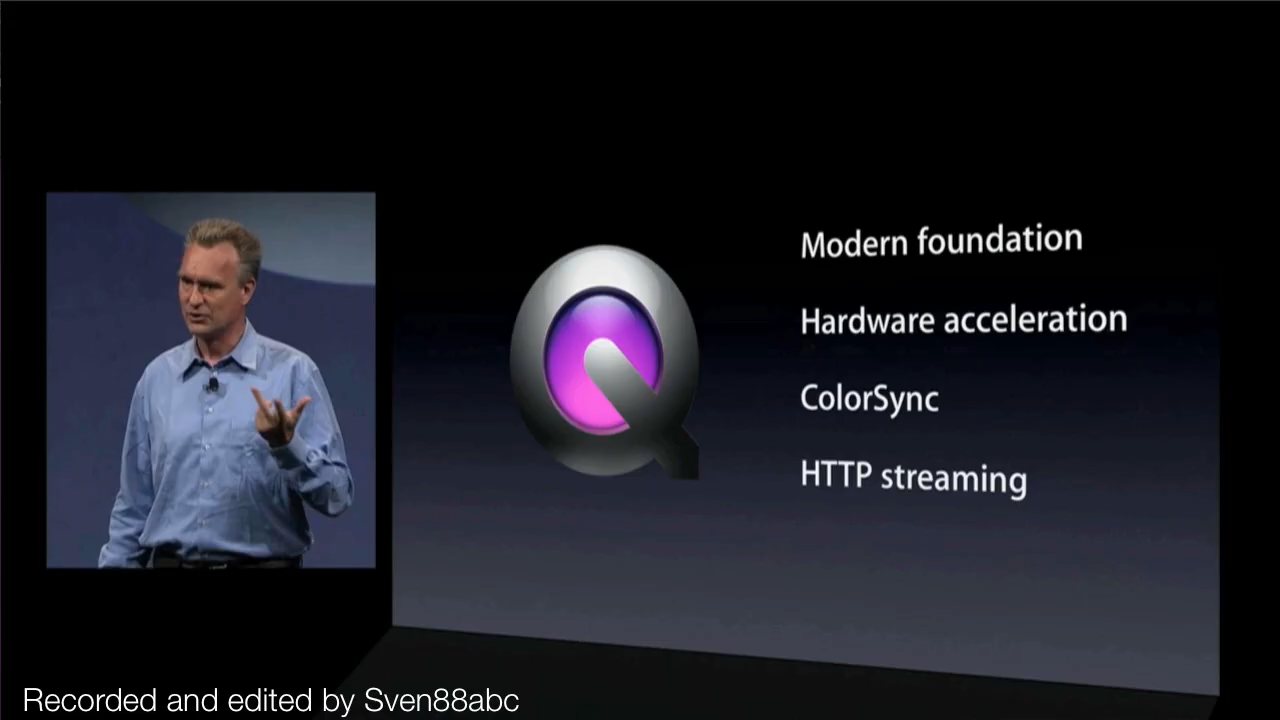 Modern foundation
Hardware acceleration
ColorSync
HTTP streaming
Recorded and edited by Sven88abc